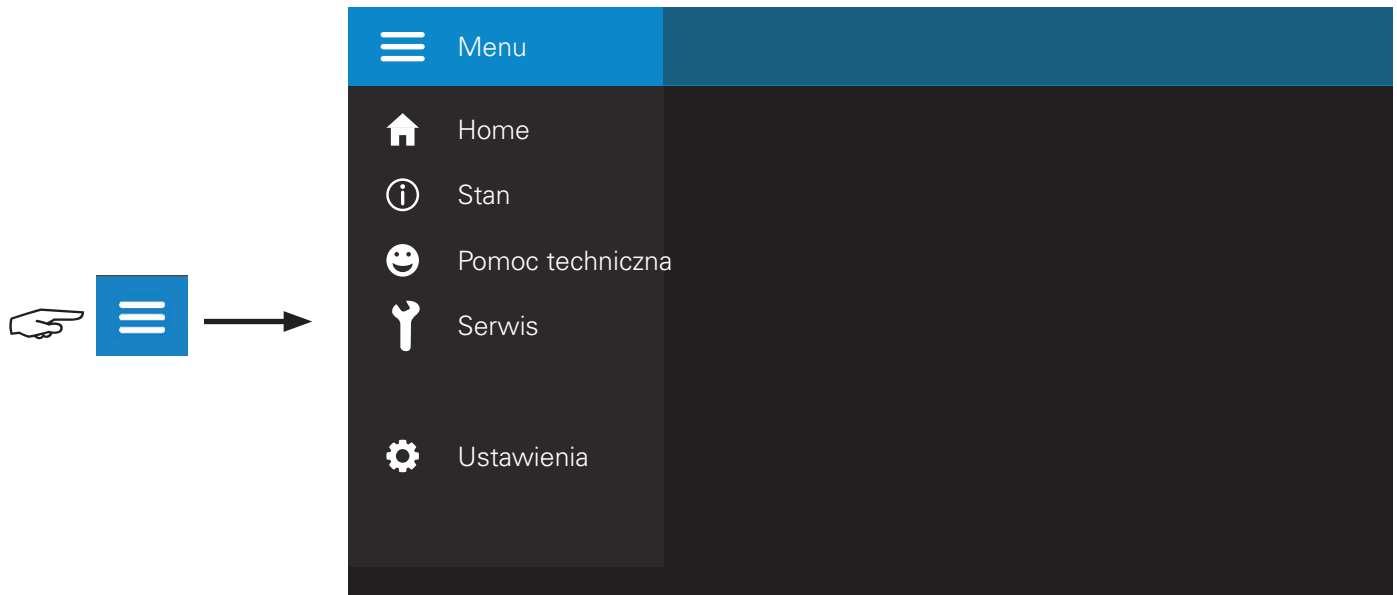 Menu
Home
Stan
Pomoc techniczna
Serwis
Ustawienia